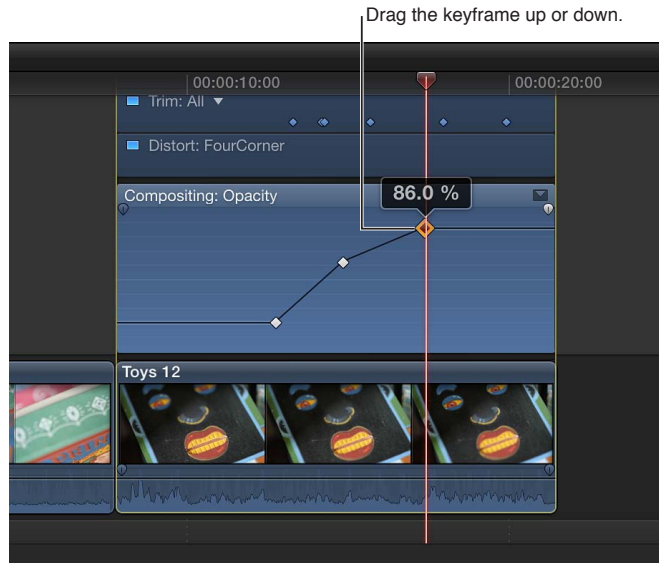 Drag the keyframe up or down.
00:00:10:00
00:00:20:00
Trim: All
Distort: FourCorner
Compositing: Opacity
86.0 %
Toys 12